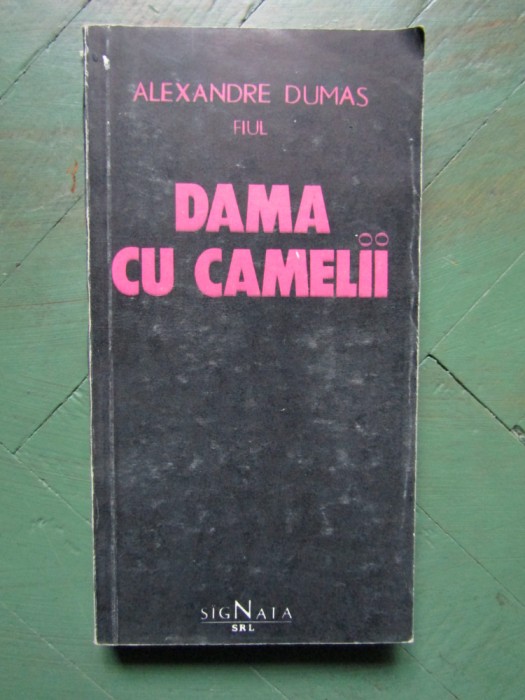 ALEXANDRE DUMAS
FIUL
DAMA
CU CAMELII
SIGNATA
SRL